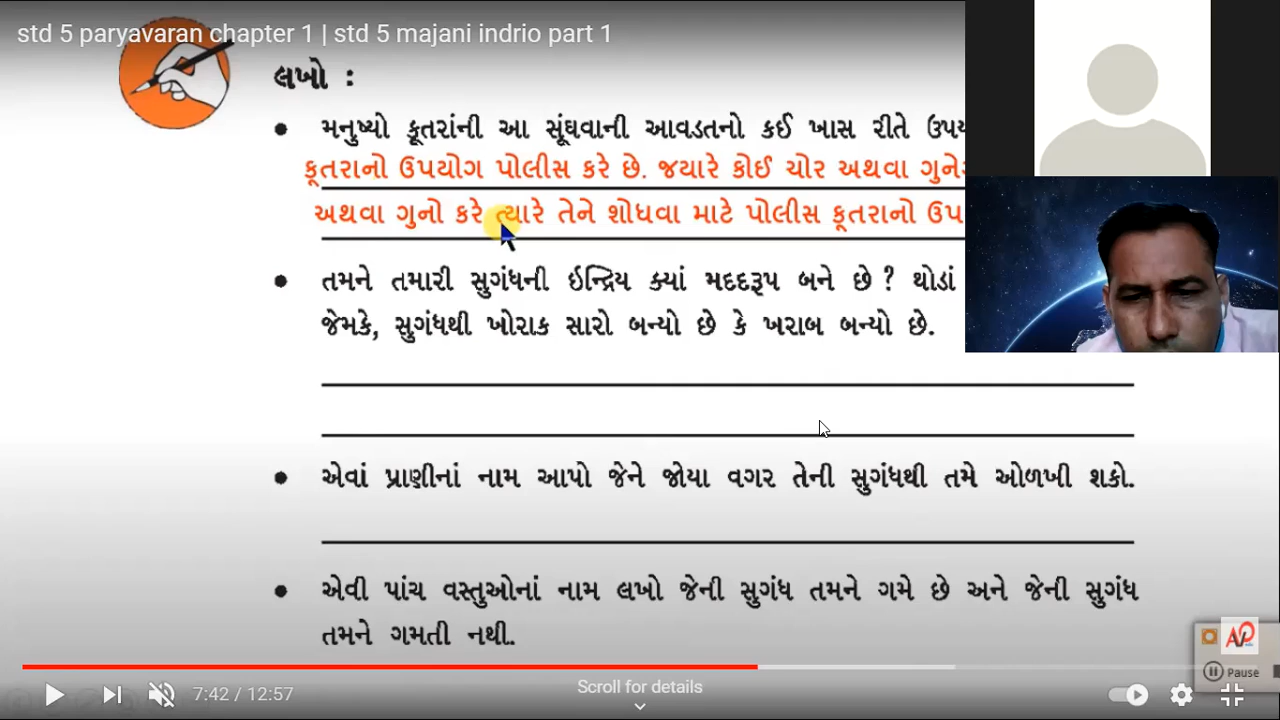 std 5 paryavaran chapter 1 | std 5 majani indrio part 1
લખો :
મનુષ્યો કૂતરાંની આ સૂંઘવાની આવડતનો કઈ ખાસ રીતે
કૂતરાનો ઉપયોગ પોલીસ કરે છે. જયારે કોઈ ચોર અથવા
અથવા ગુનો કરે ત્યારે તેને શોધવા માટે પોલીસ કૂતરાનો
તમને તમારી સુગંધની ઈન્દ્રિય ક્યાં મદદરૂપ બને છે ? થોડાં
જેમકે, સુગંધથી ખોરાક સારો બન્યો છે કે ખરાબ બન્યો છે.
એવાં પ્રાણીનાં નામ આપો જેને જોયા વગર તેની સુગંધથી તમે ઓળખી શકો.
એવી પાંચ વસ્તુઓનાં નામ લખો જેની સુગંધ તમને ગમે છે અને જેની સુગંધ
તમને ગમતી નથી.
Pause
7:42 / 12:57
Scroll for details